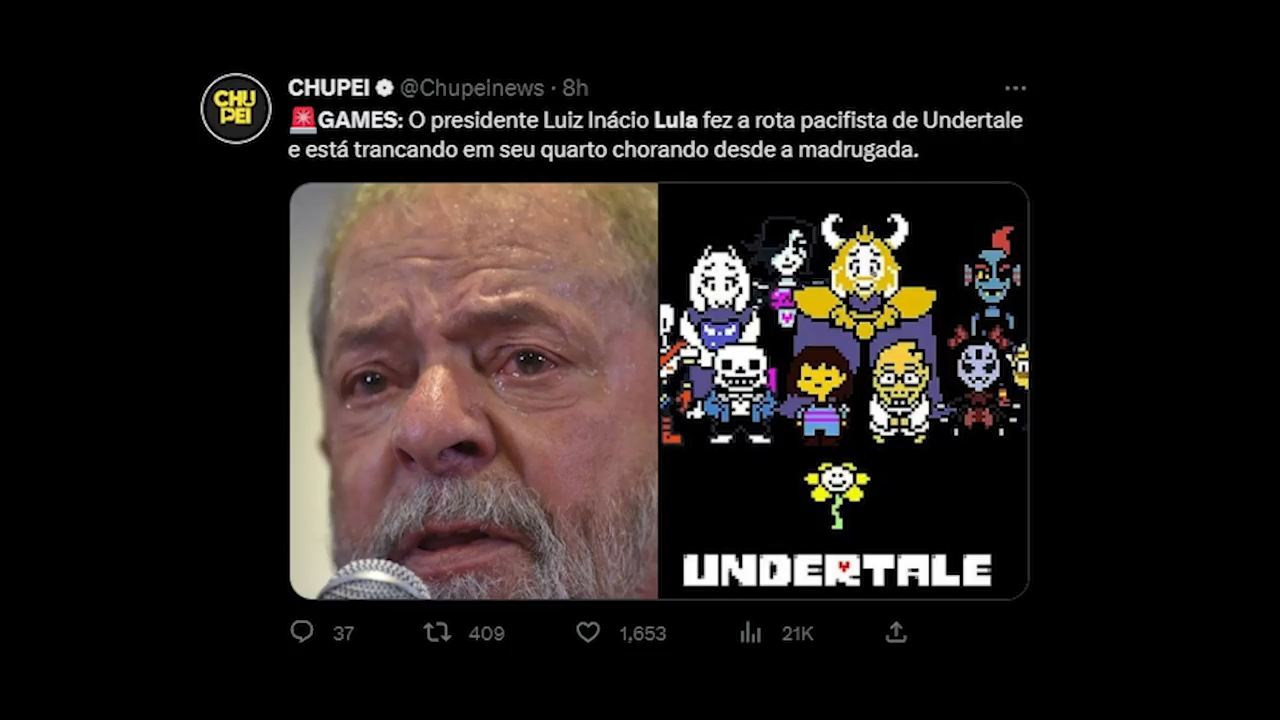 CHU
PEI
CHUPEI @Chupeinews · 8h
🚨GAMES: O presidente Luiz Inácio Lula fez a rota pacifista de Undertale
e está trancando em seu quarto chorando desde a madrugada.
UNDERTALE
37 409 1,653 21K